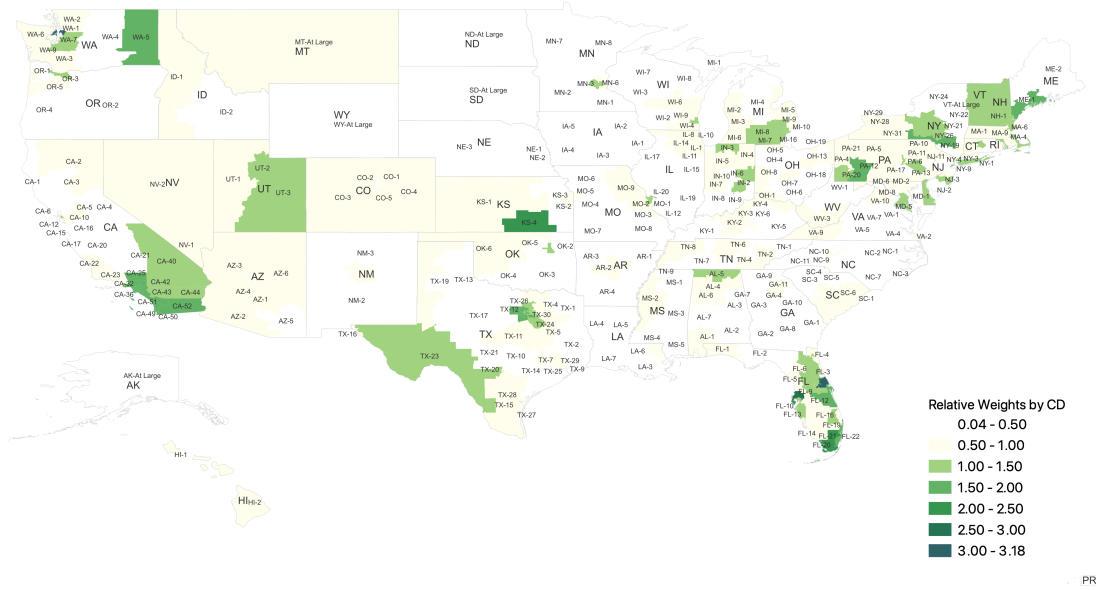 WA-2
WA-1
WA-6
WA-7
WA-4
WA-5
WA
WA-9
WA-3
MT-At Large
MT
ND-At Large
ND
MN-7
MN-8
MN
MI-1
ME-2
ME
OR-1
OR-3
OR-5
OR-4
OR
OR-2
ID-1
ID
ID-2
WY
WY-At Large
SD-At Large
SD
MN-3
MN-6
MN-2
MN-1
WI-7
WI-8
WI-3
WI
WI-6
WI-2
WI-9
WI-4
MI-4
MI-2
MI
MI-5
MI-9
MI-3
MI-10
MI-8
MI-6
MI-7
MI-16
NY-24
VT
VT-At Large
NH
NH-1
ME-1
NY-29
NY-22
NY-28
NY
NY-21
NY-31
NY-26
NY-19
MA-1
MA-9
MA-6
MA-4
CT
RI
CA-2
CA-1
CA-3
NV-2
NV
UT-2
UT-1
UT
UT-3
CO-2
CO-1
CO
CO-4
CO-3
CO-5
NE
NE-3
NE-1
NE-2
IA-5
IA-2
IA
IA-1
IA-4
IA-3
IL-8
IL-10
IL-14
IL-1
IL-17
IL-11
IL
IL-15
IL-20
IL-19
IL-12
IN-3
IN-4
IN-5
IN-10
IN-6
IN-7
IN-2
IN-8
IN-9
OH-19
OH-5
OH-4
OH-13
OH
OH-8
OH-18
OH-7
OH-6
PA-21
PA-5
PA-10
PA-11
PA-4
PA
PA-6
PA-12
PA-17
PA-13
PA-20
NJ-11
NJ
NJ-3
NJ-2
NY-4
NY-3
NY-1
NY-9
MD-6
MD-2
MD-8
MD-1
MD-5
WV-1
WV
WV-3
VA-10
VA
VA-7
VA-1
VA-5
VA-4
VA-2
VA-9
CA-6
CA-5
CA-4
CA-10
CA-12
CA-15
CA-16
CA
CA-17
CA-20
CA-21
CA-22
CA-40
CA-23
CA-25
CA-32
CA-42
CA-43
CA-44
CA-36
CA-51
CA-52
CA-49
CA-50
NV-1
AZ-3
AZ
AZ-6
AZ-4
AZ-1
AZ-2
AZ-5
NM-3
NM
NM-2
KS-1
KS
KS-3
KS-2
KS-4
MO-6
MO-5
MO-9
MO-4
MO
MO-2
MO-1
MO-3
MO-7
MO-8
KY-4
KY-3
KY-6
KY-2
KY-5
KY-1
OK-6
OK
OK-5
OK-2
OK-4
OK-3
AR-3
AR-1
AR
AR-2
AR-4
TN-8
TN-6
TN-1
TN
TN-2
TN-7
TN-4
TN-9
NC-10
NC-2
NC-1
NC-11
NC-9
NC
NC-7
NC-3
SC-4
SC-3
SC-5
SC
SC-6
SC-1
MS-1
MS-2
MS
MS-3
MS-4
MS-5
AL-5
AL-4
AL-6
AL-7
AL-3
AL-2
AL-1
GA-9
GA-11
GA-7
GA-4
GA-10
GA
GA-1
GA-2
GA-8
TX-19
TX-13
TX-17
TX-26
TX-12
TX-4
TX-1
TX-30
TX-24
TX-5
TX
TX-11
TX-16
TX-23
TX-21
TX-10
TX-2
TX-7
TX-29
TX-20
TX-14
TX-25
TX-9
TX-28
TX-15
TX-27
LA-4
LA-5
LA
LA-7
LA-6
LA-3
FL-1
FL-2
FL-4
FL-6
FL-3
FL-5
FL
FL-9
FL-10
FL-12
FL-13
FL-16
FL-14
FL-19
FL-21
FL-22
FL-20
AK-At Large
AK
HI-1
HI
HI-2
Relative Weights by CD
0.04 - 0.50
0.50 - 1.00
1.00 - 1.50
1.50 - 2.00
2.00 - 2.50
2.50 - 3.00
3.00 - 3.18
PR